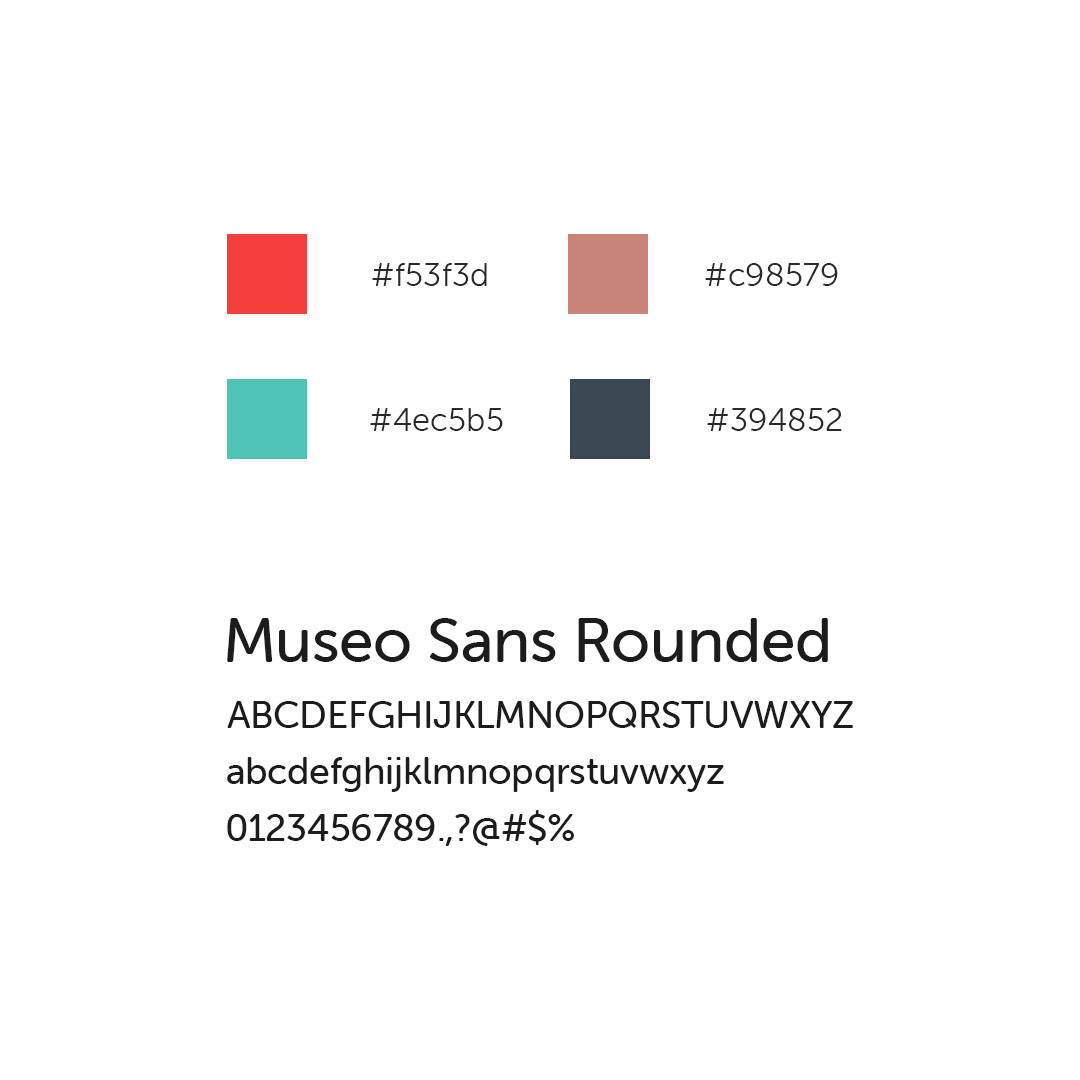 #f53f3d
#c98579
#4ec5b5
#394852
Museo Sans Rounded
ABCDEFGHIJKLMNOPQRSTUVWXYZ
abcdefghijklmnopqrstuvwxyz
0123456789.,?@#$%